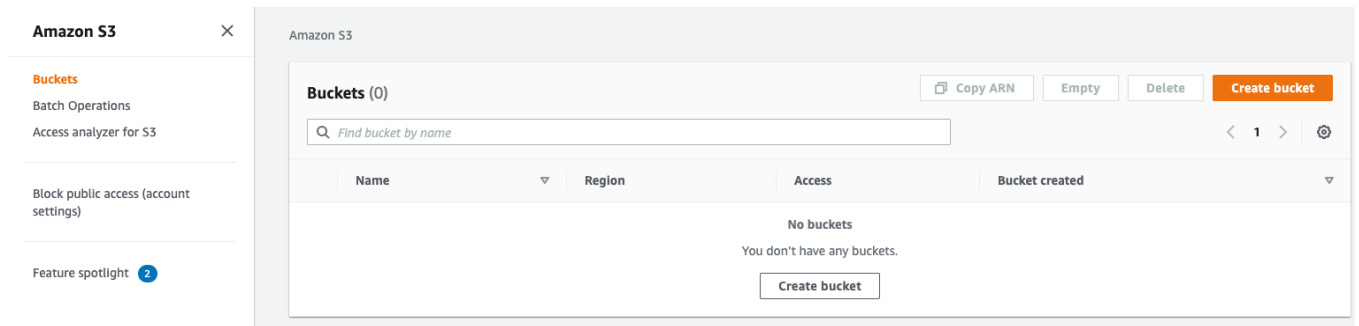 Amazon S3
Buckets
Batch Operations
Access analyzer for S3
Block public access (account
settings)
Feature spotlight 2
Amazon S3
Buckets (0)
Copy ARN Empty Delete Create bucket
Find bucket by name
1
Name Region Access Bucket created
No buckets
You don't have any buckets.
Create bucket